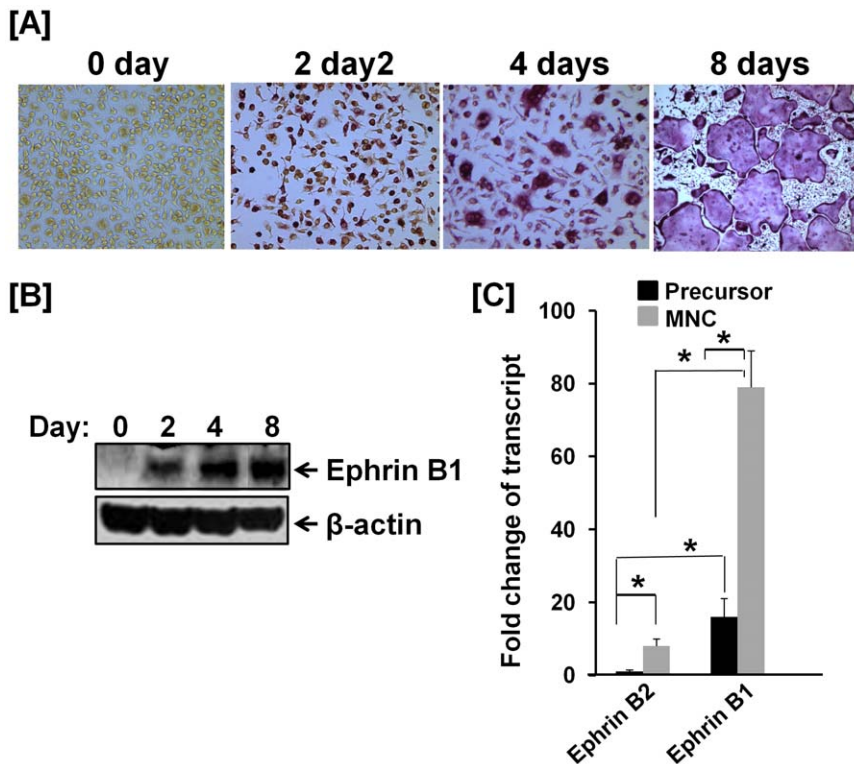 [A]
0 day 2 day2 4 days 8 days
[B]
Day: 0 2 4 8
Ephrin B1
β-actin
[C]
Precursor
MNC
Fold change of transcript
100
80
60
40
20
0
* *
*
*
Ephrin B2
Ephrin B1